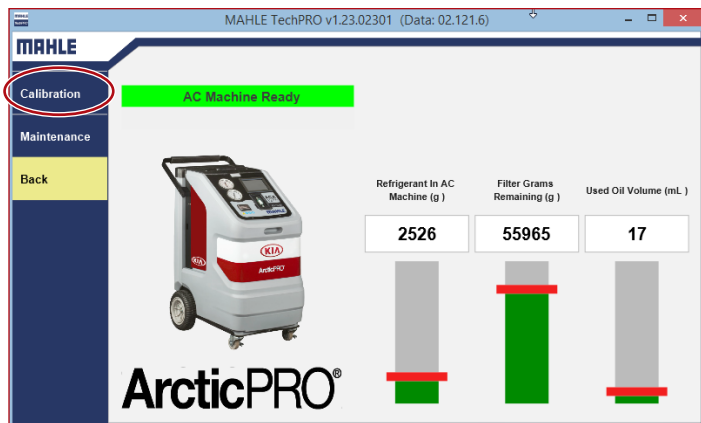 MAHLE TechPRO v1.23.02301 (Data: 02.121.6)
MAHLE
Calibration
Maintenance
Back
AC Machine Ready
KIA
ArcticPRO
Refrigerant In AC
Machine (g )
Filter Grams
Remaining (g )
Used Oil Volume (mL )
2526
55965
17
ArcticPRO®